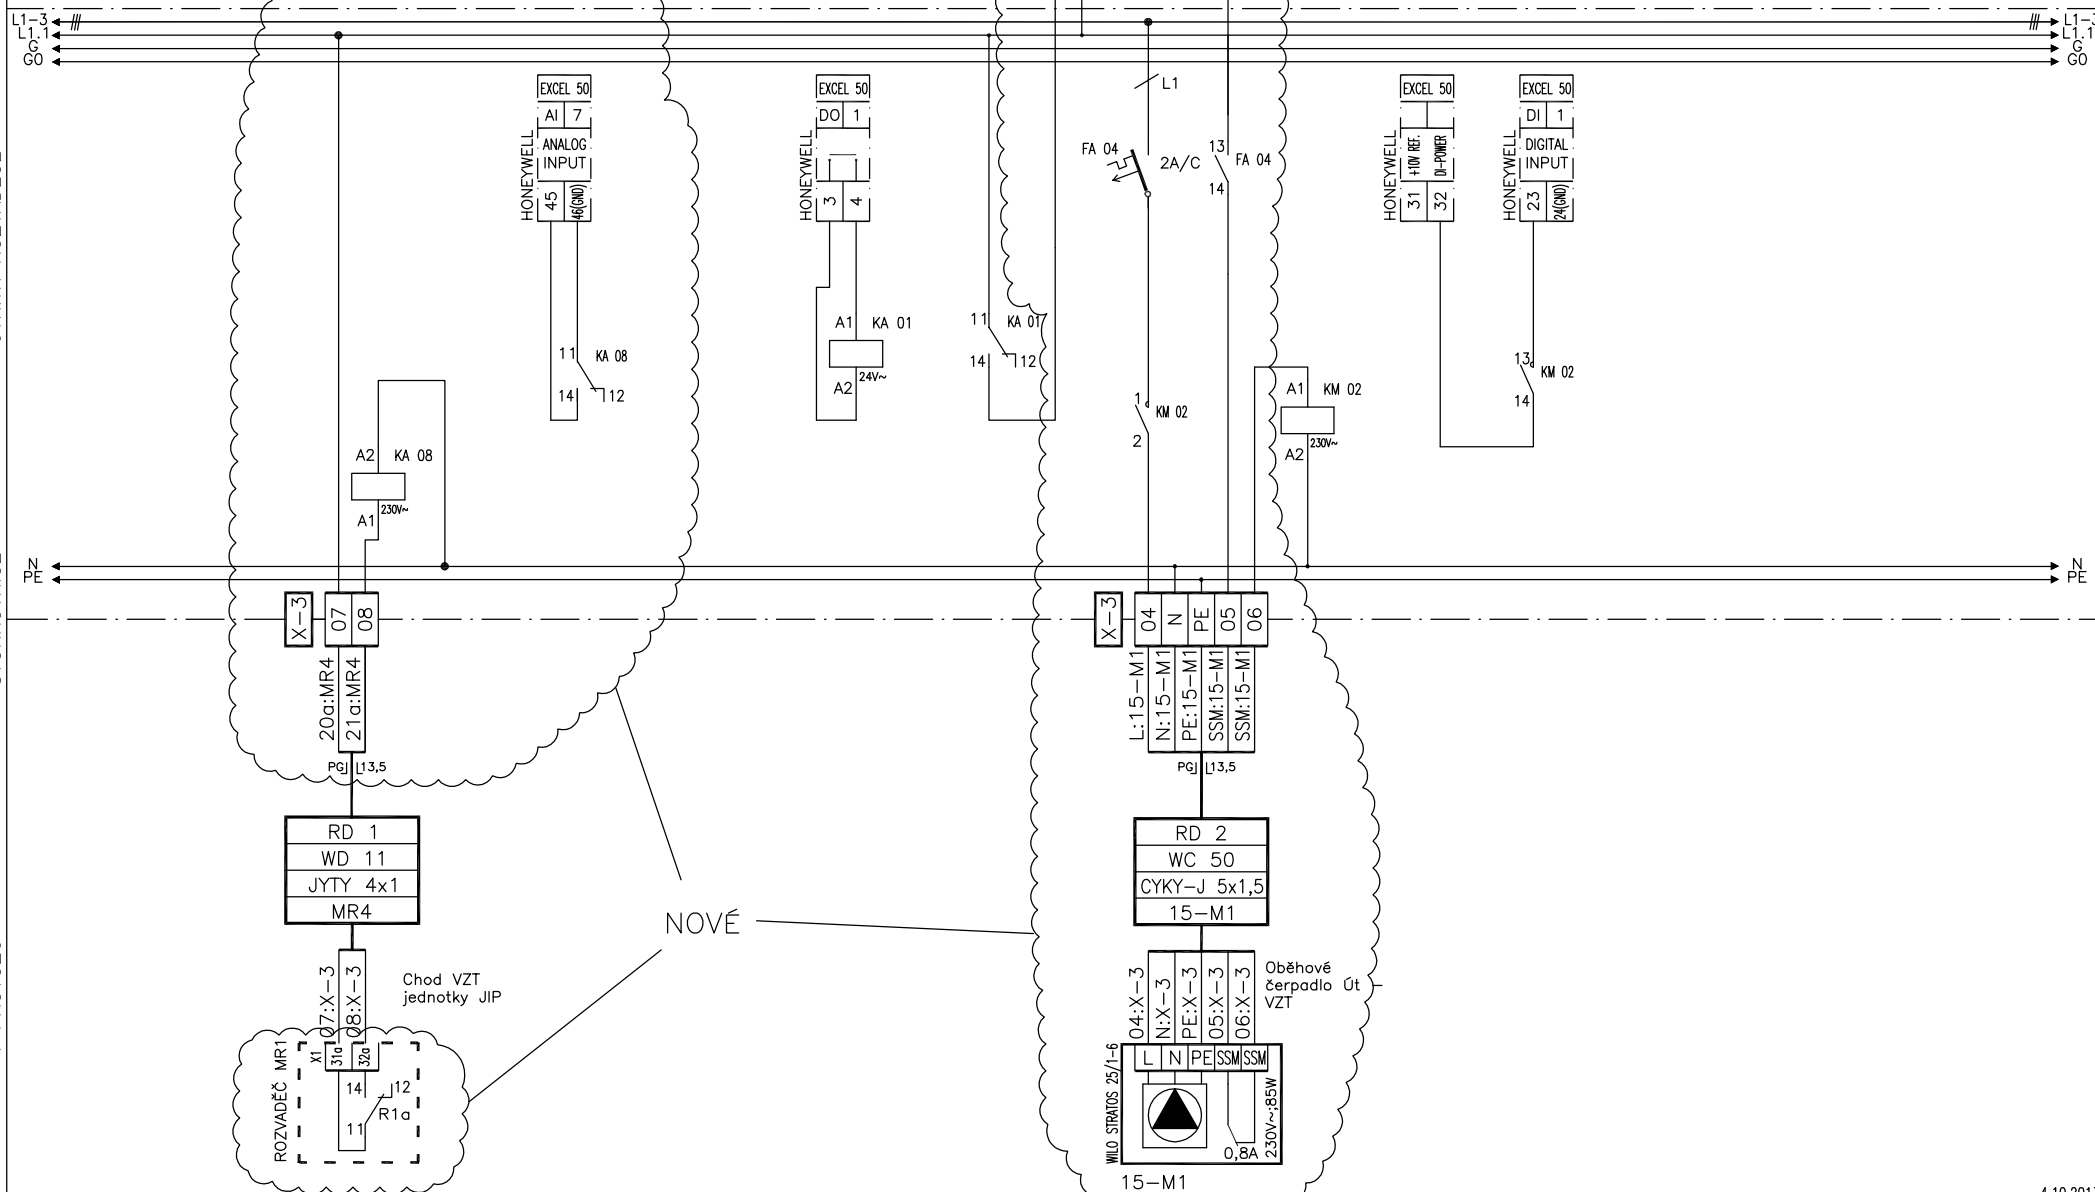 L1-3
L1.1
G
G0
L1-3
L1.1
G
G0
EXCEL 50
AI 7
ANALOG
INPUT
45 46(GND)
HONEYWELL
EXCEL 50
DO 1
3 4
HONEYWELL
L1
FA 04
2A/C
13
FA 04
14
EXCEL 50
+10V REF.
DI-POWER
31 32
HONEYWELL
EXCEL 50
DI 1
DIGITAL
INPUT
23 24(GND)
HONEYWELL
11 KA 08
14 12
A1 KA 01
24V~
A2
11 KA 01
14 12
1
KM 02
2
A1 KM 02
230V~
A2
13
KM 02
14
A2 KA 08
230V~
A1
N
PE
N
PE
X-3 07 08
X-3 04 N PE 05 06
20a:MR4
21a:MR4
L:15-M1
N:15-M1
PE:15-M1
SSM:15-M1
SSM:15-M1
PG 13,5
PG 13,5
RD 1
WD 11
JYTY 4x1
MR4
RD 2
WC 50
CYKY-J 5x1,5
15-M1
NOVÉ
07:X-3
08:X-3
Chod VZT
jednotky JIP
04:X-3
N:X-3
PE:X-3
05:X-3
06:X-3
Oběhové
čerpadlo Út
VZT
ROZVADĚČ MR1
X1 31a 32a
14 12
R1a
11
WILO STRATOS 25/1-6
L N PE SSM SSM
0,8A
230V~;85W
15-M1